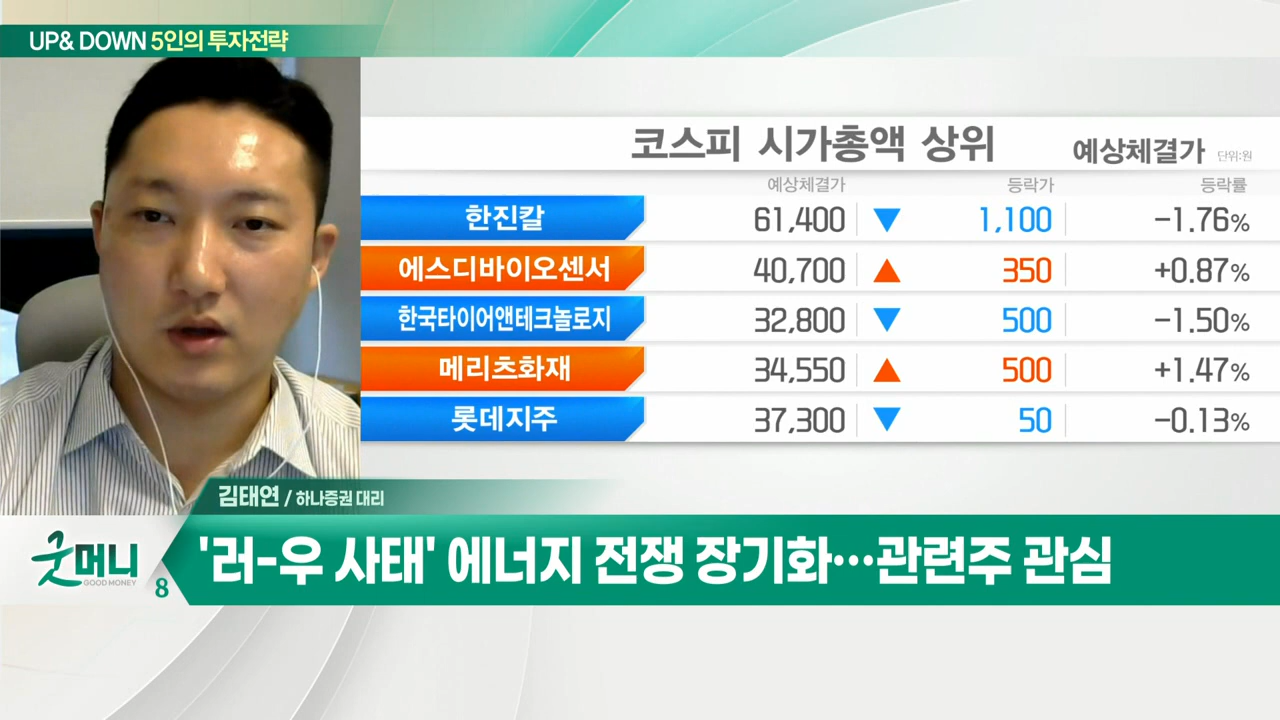 UP& DOWN 5인의 투자전략
코스피 시가총액 상위 예상체결가 단위:원
예상체결가 등락가 등락률
한진칼 61,400 ▼ 1,100 -1.76%
에스디바이오센서 40,700 ▲ 350 +0.87%
한국타이어앤테크놀로지 32,800 ▼ 500 -1.50%
메리츠화재 34,550 ▲ 500 +1.47%
롯데지주 37,300 ▼ 50 -0.13%
김태연 / 하나증권 대리
굿머니
GOOD MONEY
8
'러-우 사태' 에너지 전쟁 장기화…관련주 관심